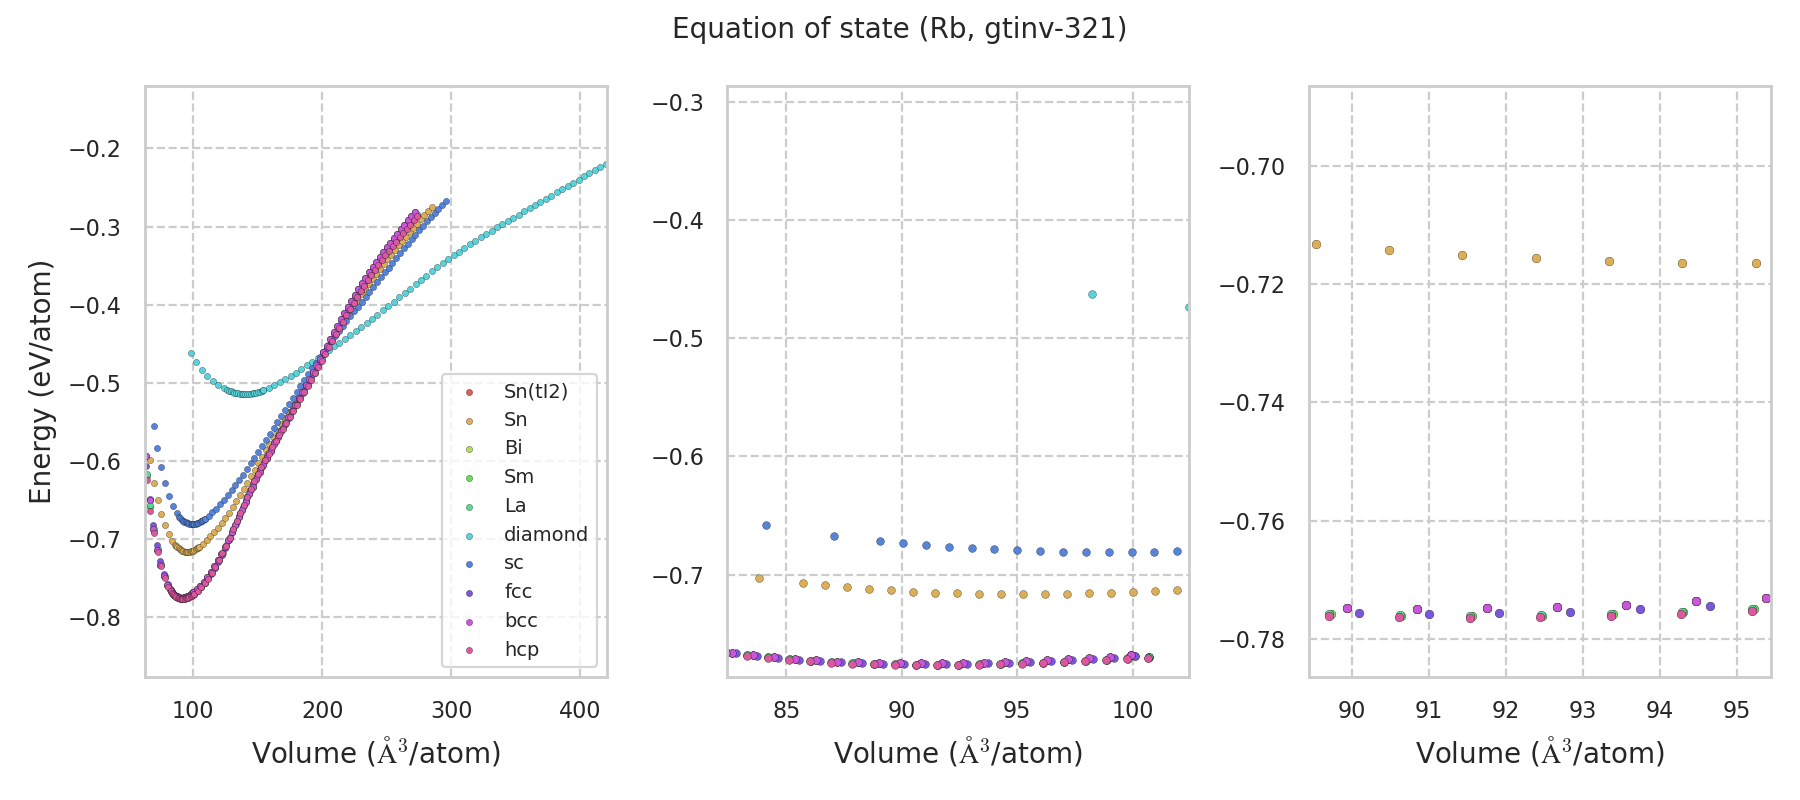 Equation of state (Rb, gtinv-321)
Energy (eV/atom)
−0.2
−0.3
−0.4
−0.5
−0.6
−0.7
−0.8
100 200 300 400
Volume (Å³/atom)
Sn(tI2)
Sn
Bi
Sm
La
diamond
sc
fcc
bcc
hcp
−0.3
−0.4
−0.5
−0.6
−0.7
85 90 95 100
Volume (Å³/atom)
−0.70
−0.72
−0.74
−0.76
−0.78
90 91 92 93 94 95
Volume (Å³/atom)